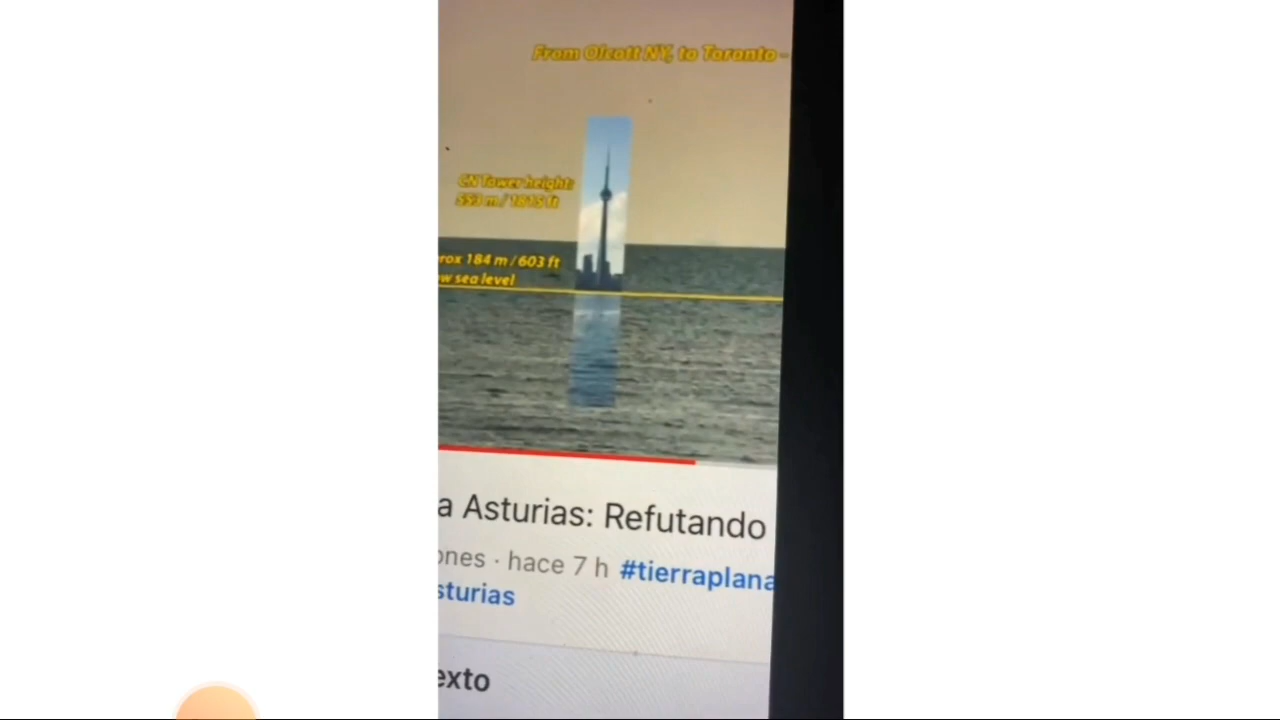 From Olcott NY, to Toronto -
CN Tower height:
553 m / 1815 ft
rox 184 m / 603 ft
w sea level
a Asturias: Refutando
ones · hace 7 h #tierraplana
sturias
exto